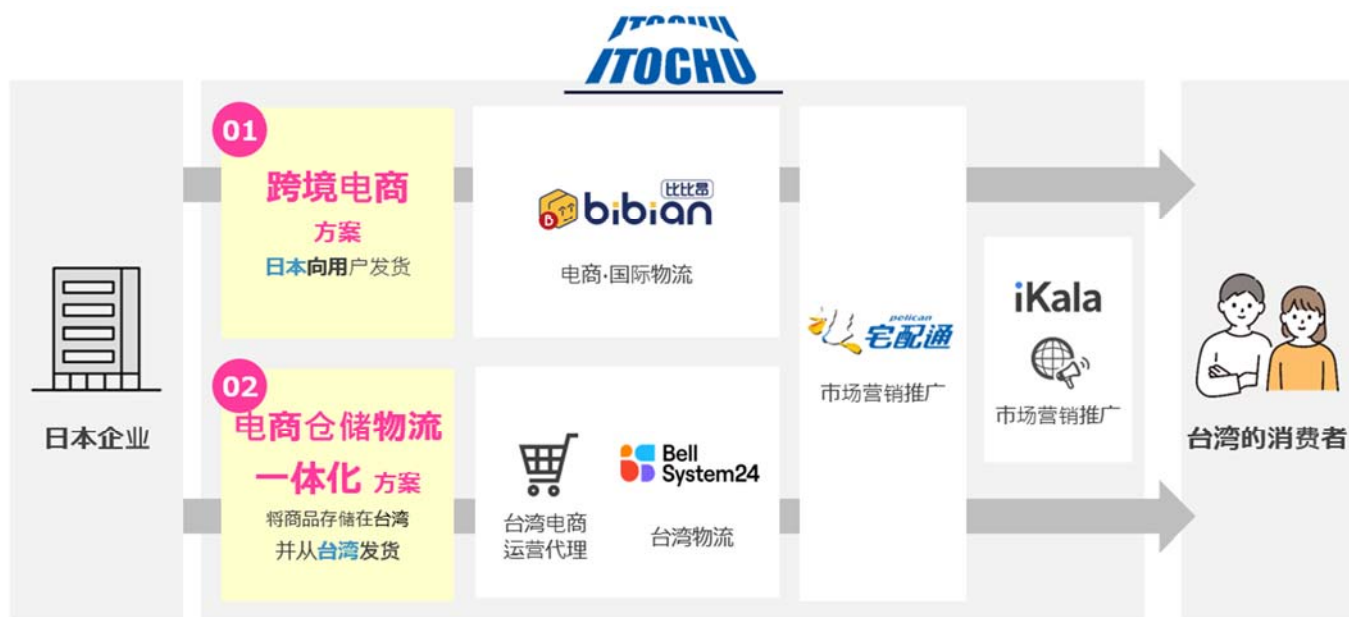 ITOCHU
ITOCHU
日本企业
01
跨境电商
方案
日本向用户发货
比比昂
B
bibian
电商·国际物流
02
电商仓储物流
一体化 方案
将商品存储在台湾
并从台湾发货
台湾电商
运营代理
Bell
System24
台湾物流
pelican
宅配通
市场营销推广
iKala
市场营销推广
台湾的消费者